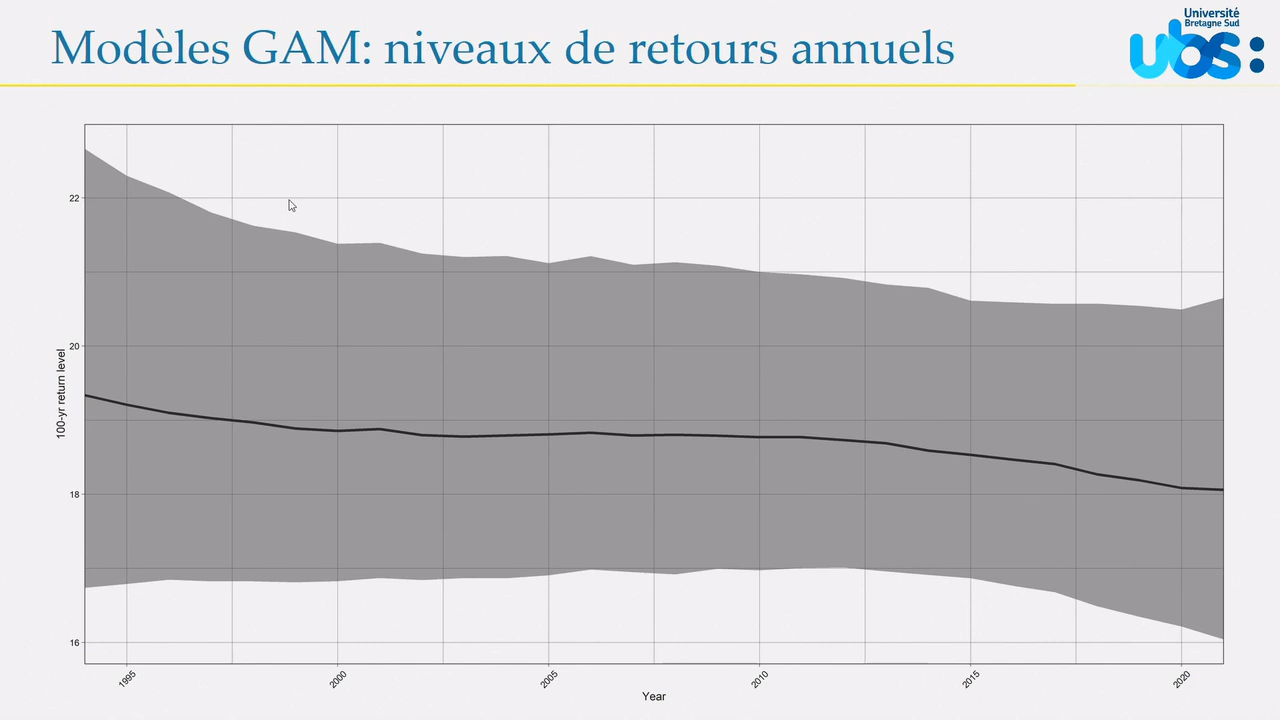 Modèles GAM: niveaux de retours annuels
Université
Bretagne Sud
ubs:
22
20
18
16
100-yr return level
1995
2000
2005
2010
2015
2020
Year